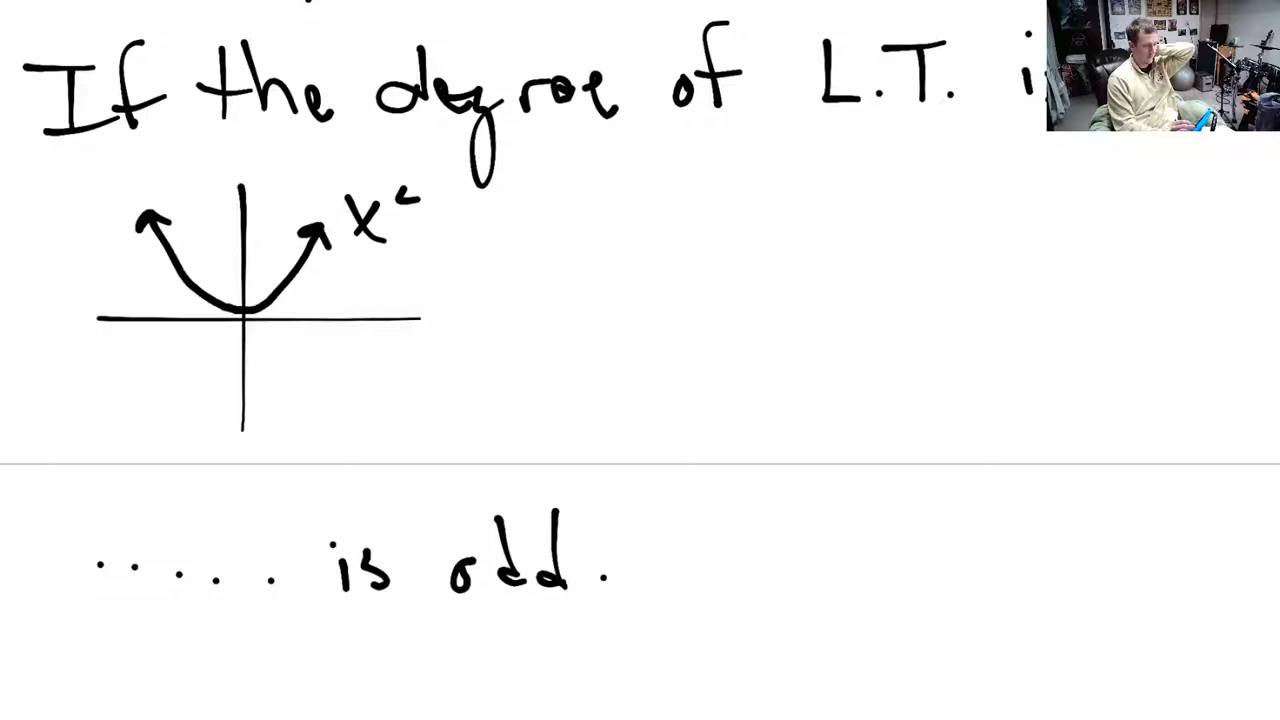 If the degree of L.T. i
x²
. . . . . is odd.